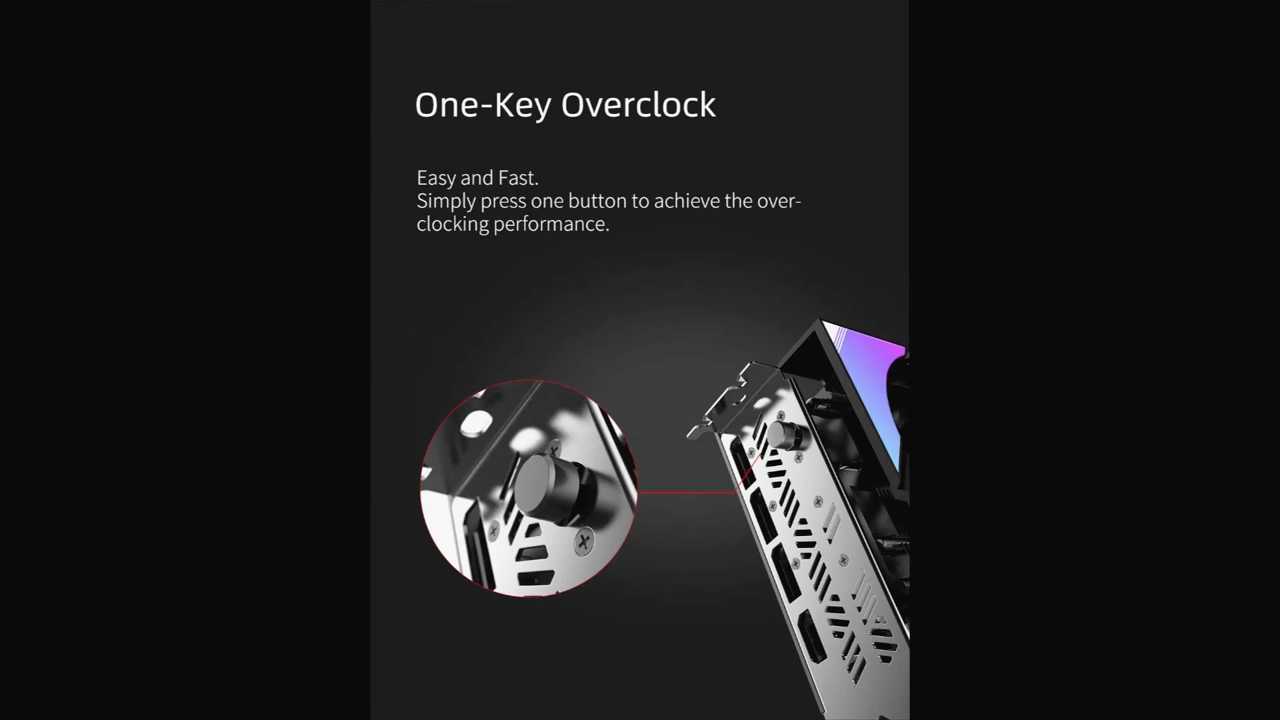 One-Key Overclock
Easy and Fast.
Simply press one button to achieve the over-
clocking performance.